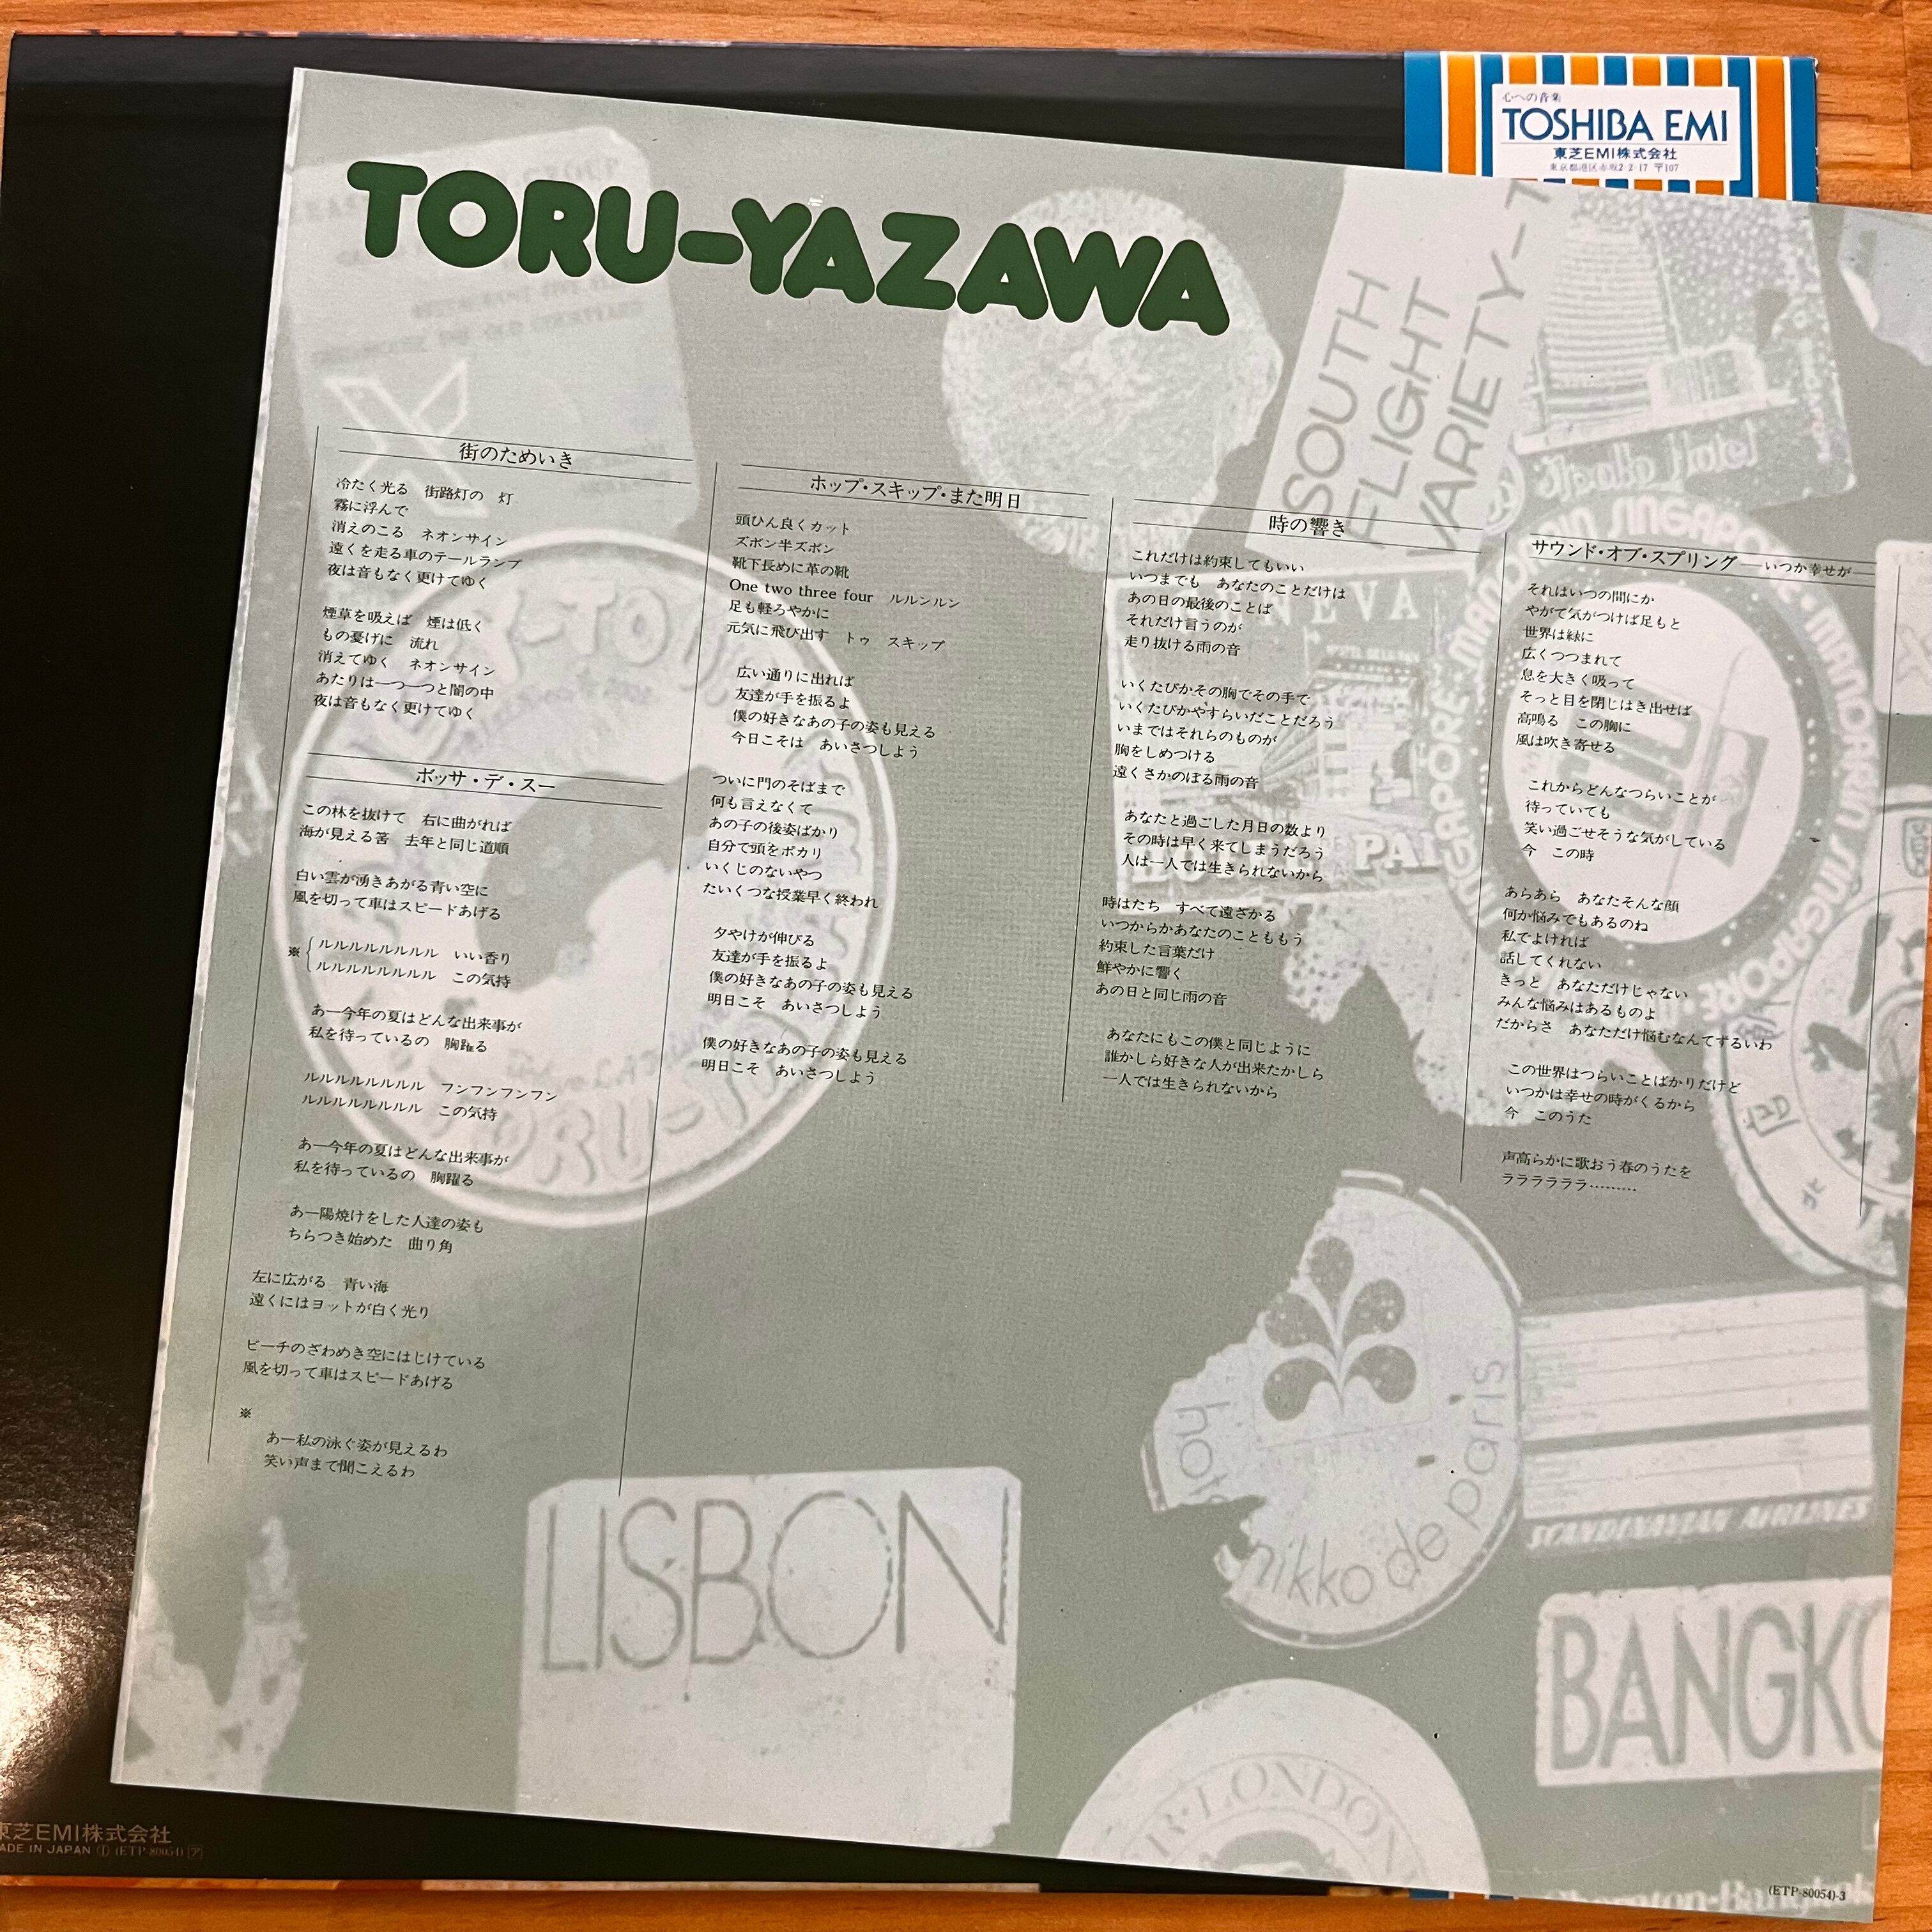 心への音楽
TOSHIBA EMI
東芝EMI株式会社
東京都港区赤坂2-2-17 〒107
TORU-YAZAWA
街のためいき
冷たく光る 街路灯の 灯
霧に浮んで
消えのこる ネオンサイン
遠くを走る車のテールランプ
夜は音もなく更けてゆく
煙草を吸えば 煙は低く
もの憂げに 流れ
消えてゆく ネオンサイン
あたりは一つ一つと闇の中
夜は音もなく更けてゆく
ボッサ・デ・スー
この林を抜けて 右に曲がれば
海が見える筈 去年と同じ道順
白い雲が湧きあがる青い空に
風を切って車はスピードあげる
※
ルルルルルルルル いい香り
ルルルルルルルル この気持
あー今年の夏はどんな出来事が
私を待っているの 胸躍る
ルルルルルルルル フンフンフンフン
ルルルルルルルル この気持
あー今年の夏はどんな出来事が
私を待っているの 胸躍る
あー陽焼けをした人達の姿も
ちらつき始めた 曲り角
左に広がる 青い海
遠くにはヨットが白く光り
ビーチのざわめき空にはじけている
風を切って車はスピードあげる
※
あー私の泳ぐ姿が見えるわ
笑い声まで聞こえるわ
ホップ・スキップ・また明日
頭ひん良くカット
ズボン半ズボン
靴下長めに革の靴
One two three four ルルンルン
足も軽ろやかに
元気に飛び出す トゥ スキップ
広い通りに出れば
友達が手を振るよ
僕の好きなあの子の姿も見える
今日こそは あいさつしよう
ついに門のそばまで
何も言えなくて
あの子の後姿ばかり
自分で頭をポカリ
いくじのないやつ
たいくつな授業早く終われ
夕やけが伸びる
友達が手を振るよ
僕の好きなあの子の姿も見える
明日こそ あいさつしよう
僕の好きなあの子の姿も見える
明日こそ あいさつしよう
時の響き
これだけは約束してもいい
いつまでも あなたのことだけは
あの日の最後のことば
それだけ言うのが
走り抜ける雨の音
いくたびかその胸でその手で
いくたびかやすらいだことだろう
いまではそれらのものが
胸をしめつける
遠くさかのぼる雨の音
あなたと過ごした月日の数より
その時は早く来てしまうだろう
人は一人では生きられないから
時はたち すべて遠ざかる
いつからかあなたのことももう
約束した言葉だけ
鮮やかに響く
あの日と同じ雨の音
あなたにもこの僕と同じように
誰かしら好きな人が出来たかしら
一人では生きられないから
サウンド・オブ・スプリング —いつか幸せが—
それはいつの間にか
やがて気がつけば足もと
世界は緑に
広くつつまれて
息を大きく吸って
そっと目を閉じはき出せば
高鳴る この胸に
風は吹き寄せる
これからどんなつらいことが
待っていても
笑い過ごせそうな気がしている
今 この時
あらあら あなたそんな顔
何か悩みでもあるのね
私でよければ
話してくれない
きっと あなただけじゃない
みんな悩みはあるものよ
だからさ あなただけ悩むなんてずるいわ
この世界はつらいことばかりだけど
いつかは幸せの時がくるから
今 このうた
声高らかに歌おう春のうたを
ラララララ………
SOUTH
FLIGHT
VARIETY-T
SINGAPORE
LISBON
nikko de paris
SCANDINAVIAN AIRLINES
BANGKO
LONDON
東芝EMI株式会社
MADE IN JAPAN
(ETP-80054)
(ETP-80054)-3